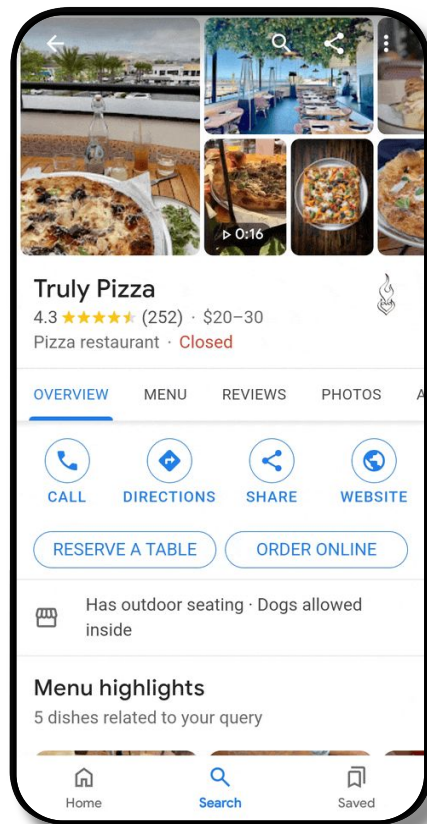 0:16
Truly Pizza
4.3 (252) · $20–30
Pizza restaurant · Closed
OVERVIEW MENU REVIEWS PHOTOS A
CALL DIRECTIONS SHARE WEBSITE
RESERVE A TABLE ORDER ONLINE
Has outdoor seating · Dogs allowed
inside
Menu highlights
5 dishes related to your query
Home Search Saved